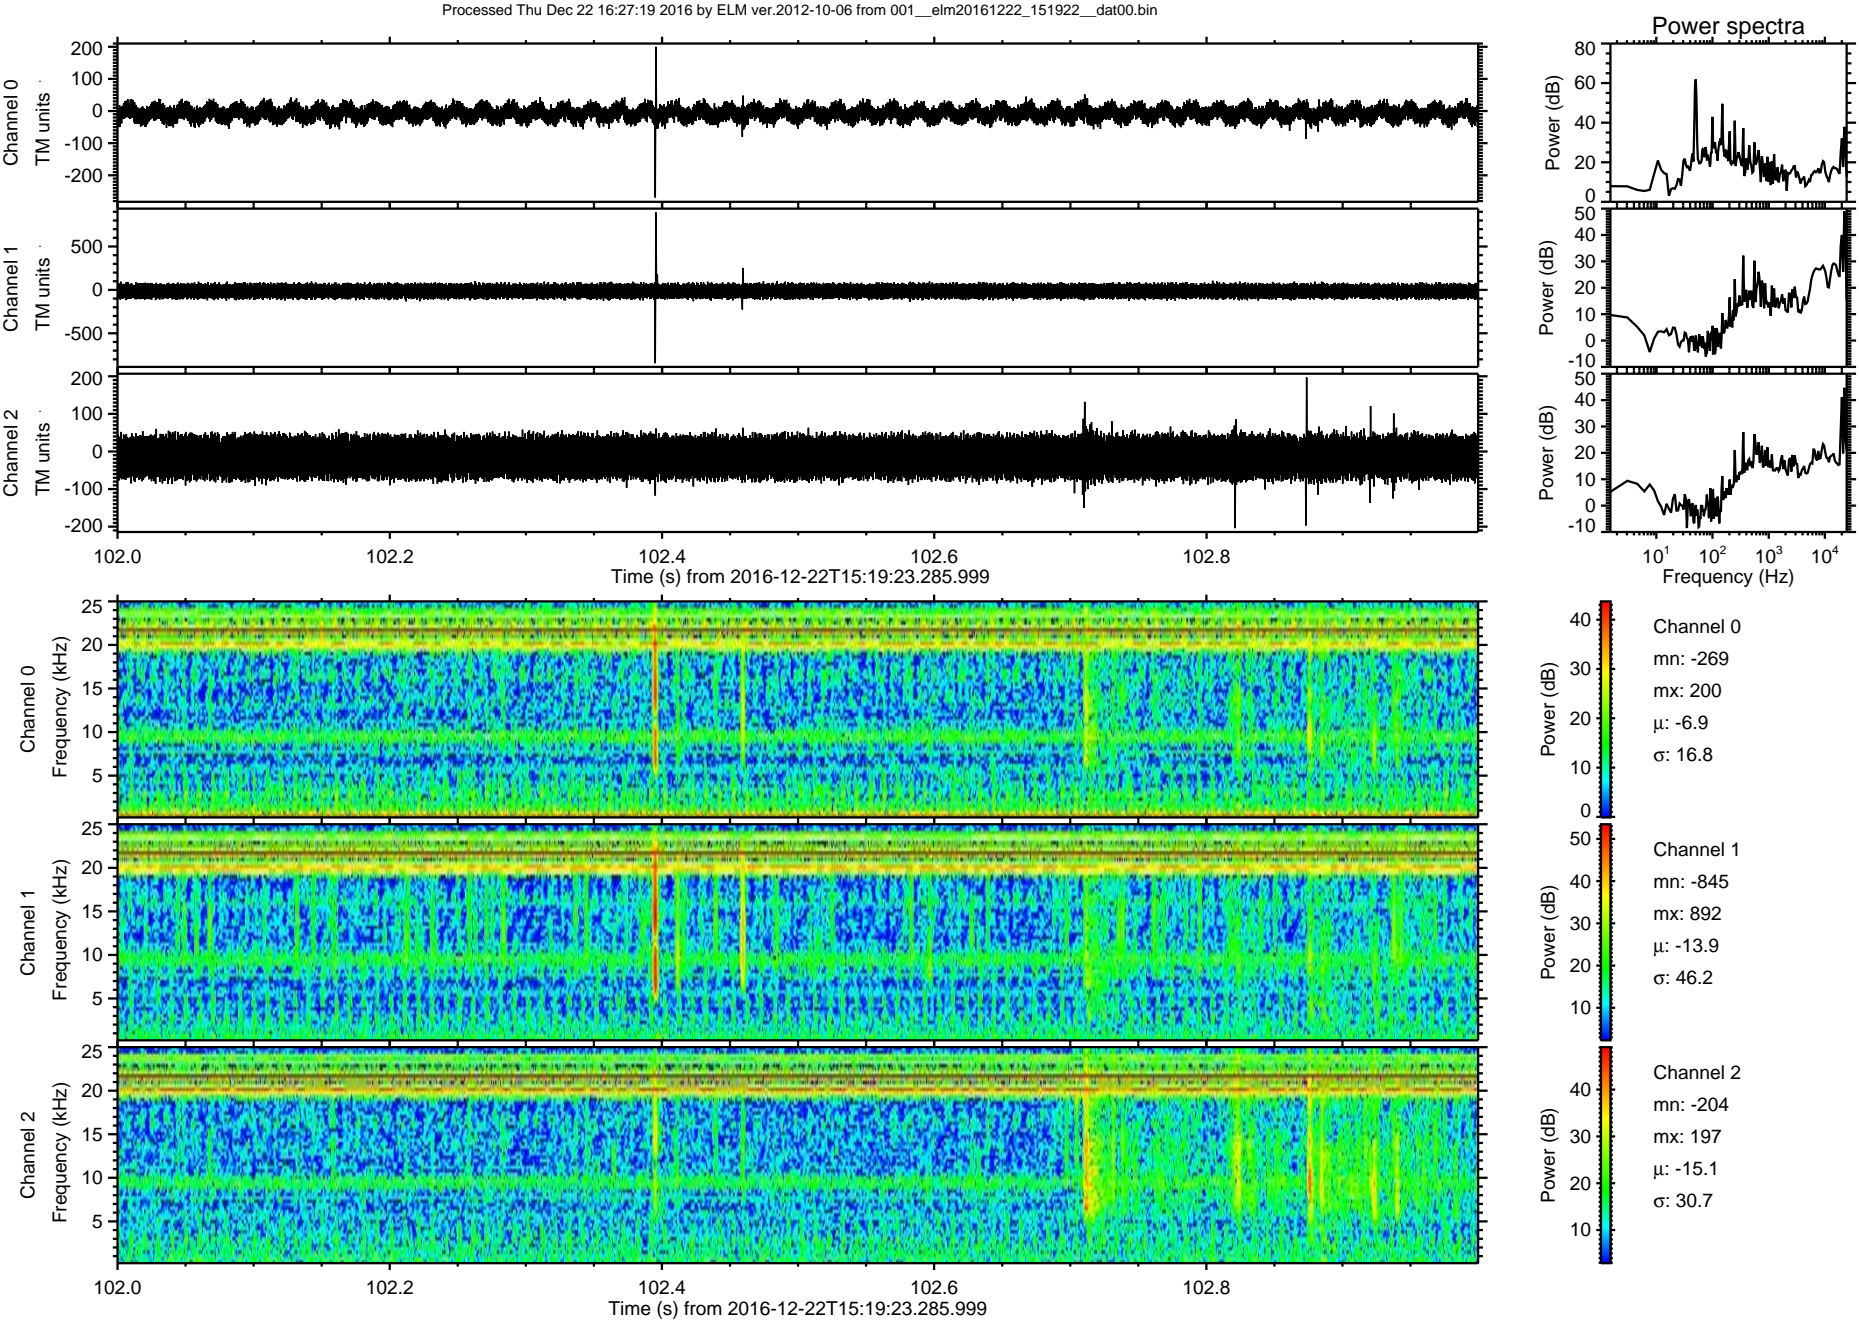 Processed Thu Dec 22 16:27:19 2016 by ELM ver.2012-10-06 from 001__elm20161222_151922__dat00.bin
Power spectra
Channel 0
TM units
200
100
0
-100
-200
Power (dB)
80
60
40
20
0
Channel 1
TM units
500
0
-500
Power (dB)
50
40
30
20
10
0
-10
Channel 2
TM units
200
100
0
-100
-200
Power (dB)
50
40
30
20
10
0
-10
102.0 102.2 102.4 102.6 102.8
Time (s) from 2016-12-22T15:19:23.285.999
10¹ 10² 10³ 10⁴
Frequency (Hz)
Channel 0
Frequency (kHz)
25
20
15
10
5
Power (dB)
40
30
20
10
0
Channel 0
mn: -269
mx: 200
μ: -6.9
σ: 16.8
Channel 1
Frequency (kHz)
25
20
15
10
5
Power (dB)
50
40
30
20
10
Channel 1
mn: -845
mx: 892
μ: -13.9
σ: 46.2
Channel 2
Frequency (kHz)
25
20
15
10
5
Power (dB)
40
30
20
10
Channel 2
mn: -204
mx: 197
μ: -15.1
σ: 30.7
102.0 102.2 102.4 102.6 102.8
Time (s) from 2016-12-22T15:19:23.285.999